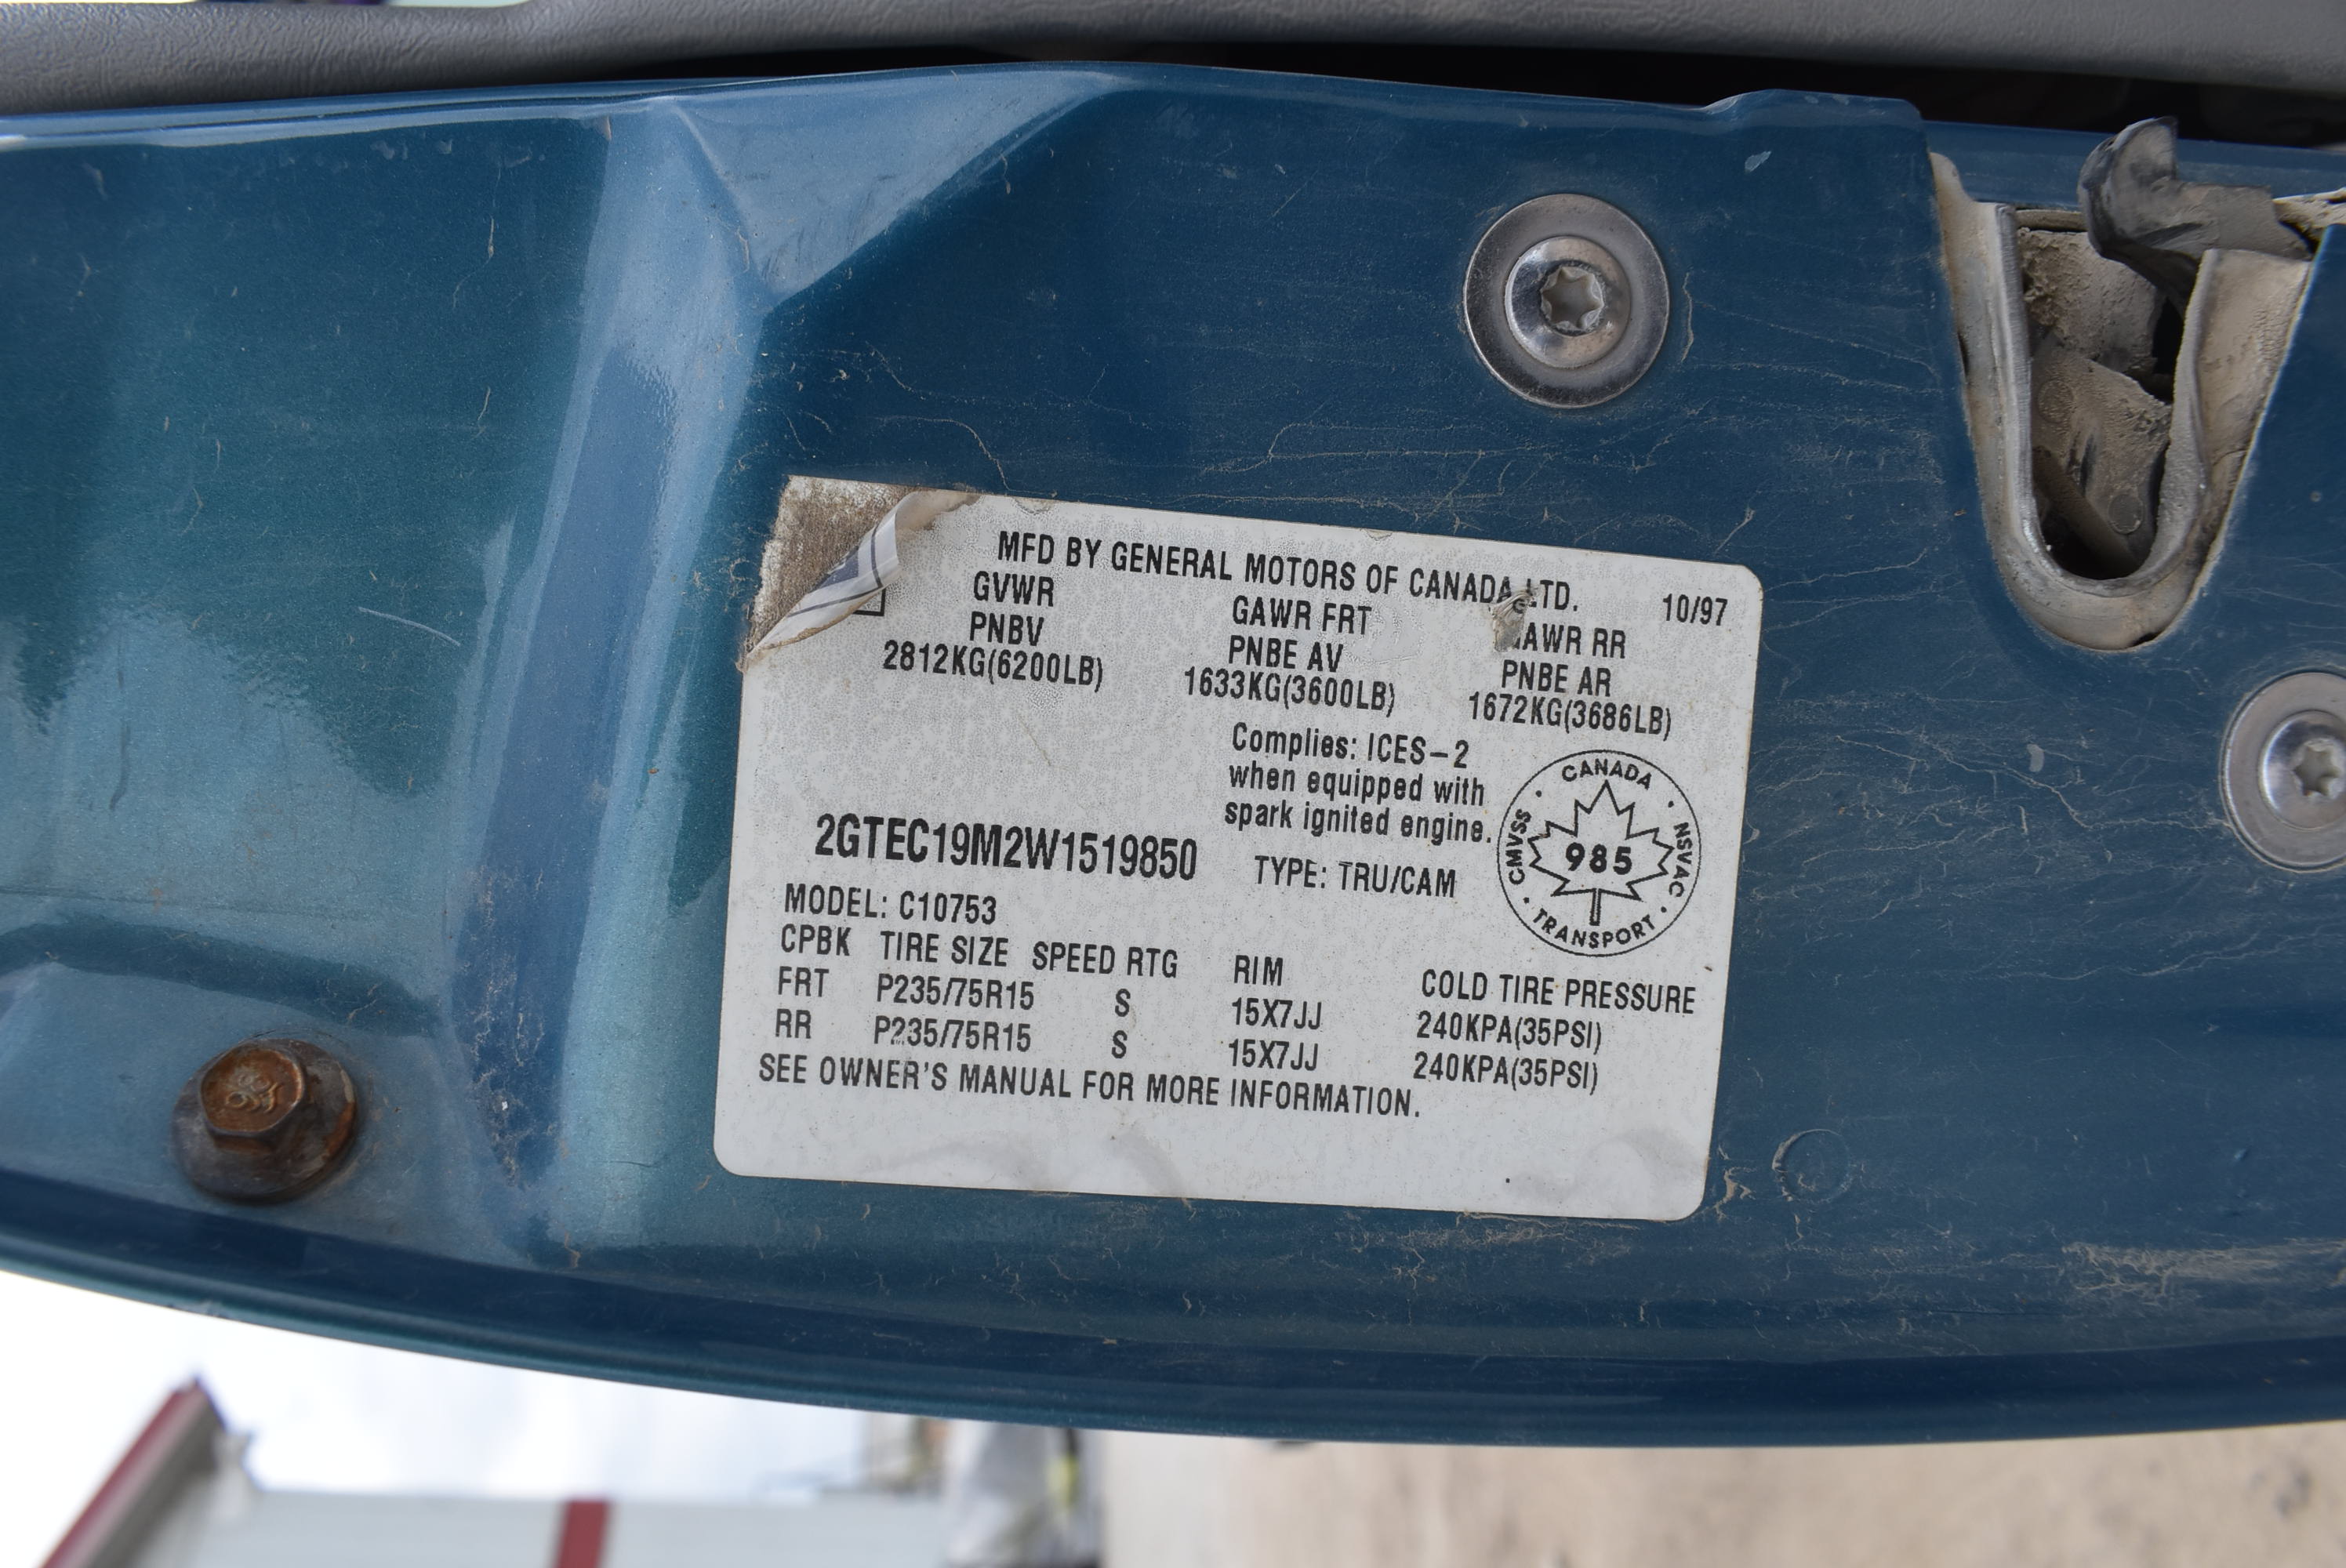 MFD BY GENERAL MOTORS OF CANADA LTD. 10/97
GVWR GAWR FRT GAWR RR
PNBV PNBE AV PNBE AR
2812KG(6200LB) 1633KG(3600LB) 1672KG(3686LB)
Complies: ICES-2
when equipped with
spark ignited engine.
CANADA · NSVAC · TRANSPORT · CMVSS ·
985
2GTEC19M2W1519850 TYPE: TRU/CAM
MODEL: C10753
CPBK TIRE SIZE SPEED RTG RIM COLD TIRE PRESSURE
FRT P235/75R15 S 15X7JJ 240KPA(35PSI)
RR P235/75R15 S 15X7JJ 240KPA(35PSI)
SEE OWNER'S MANUAL FOR MORE INFORMATION.